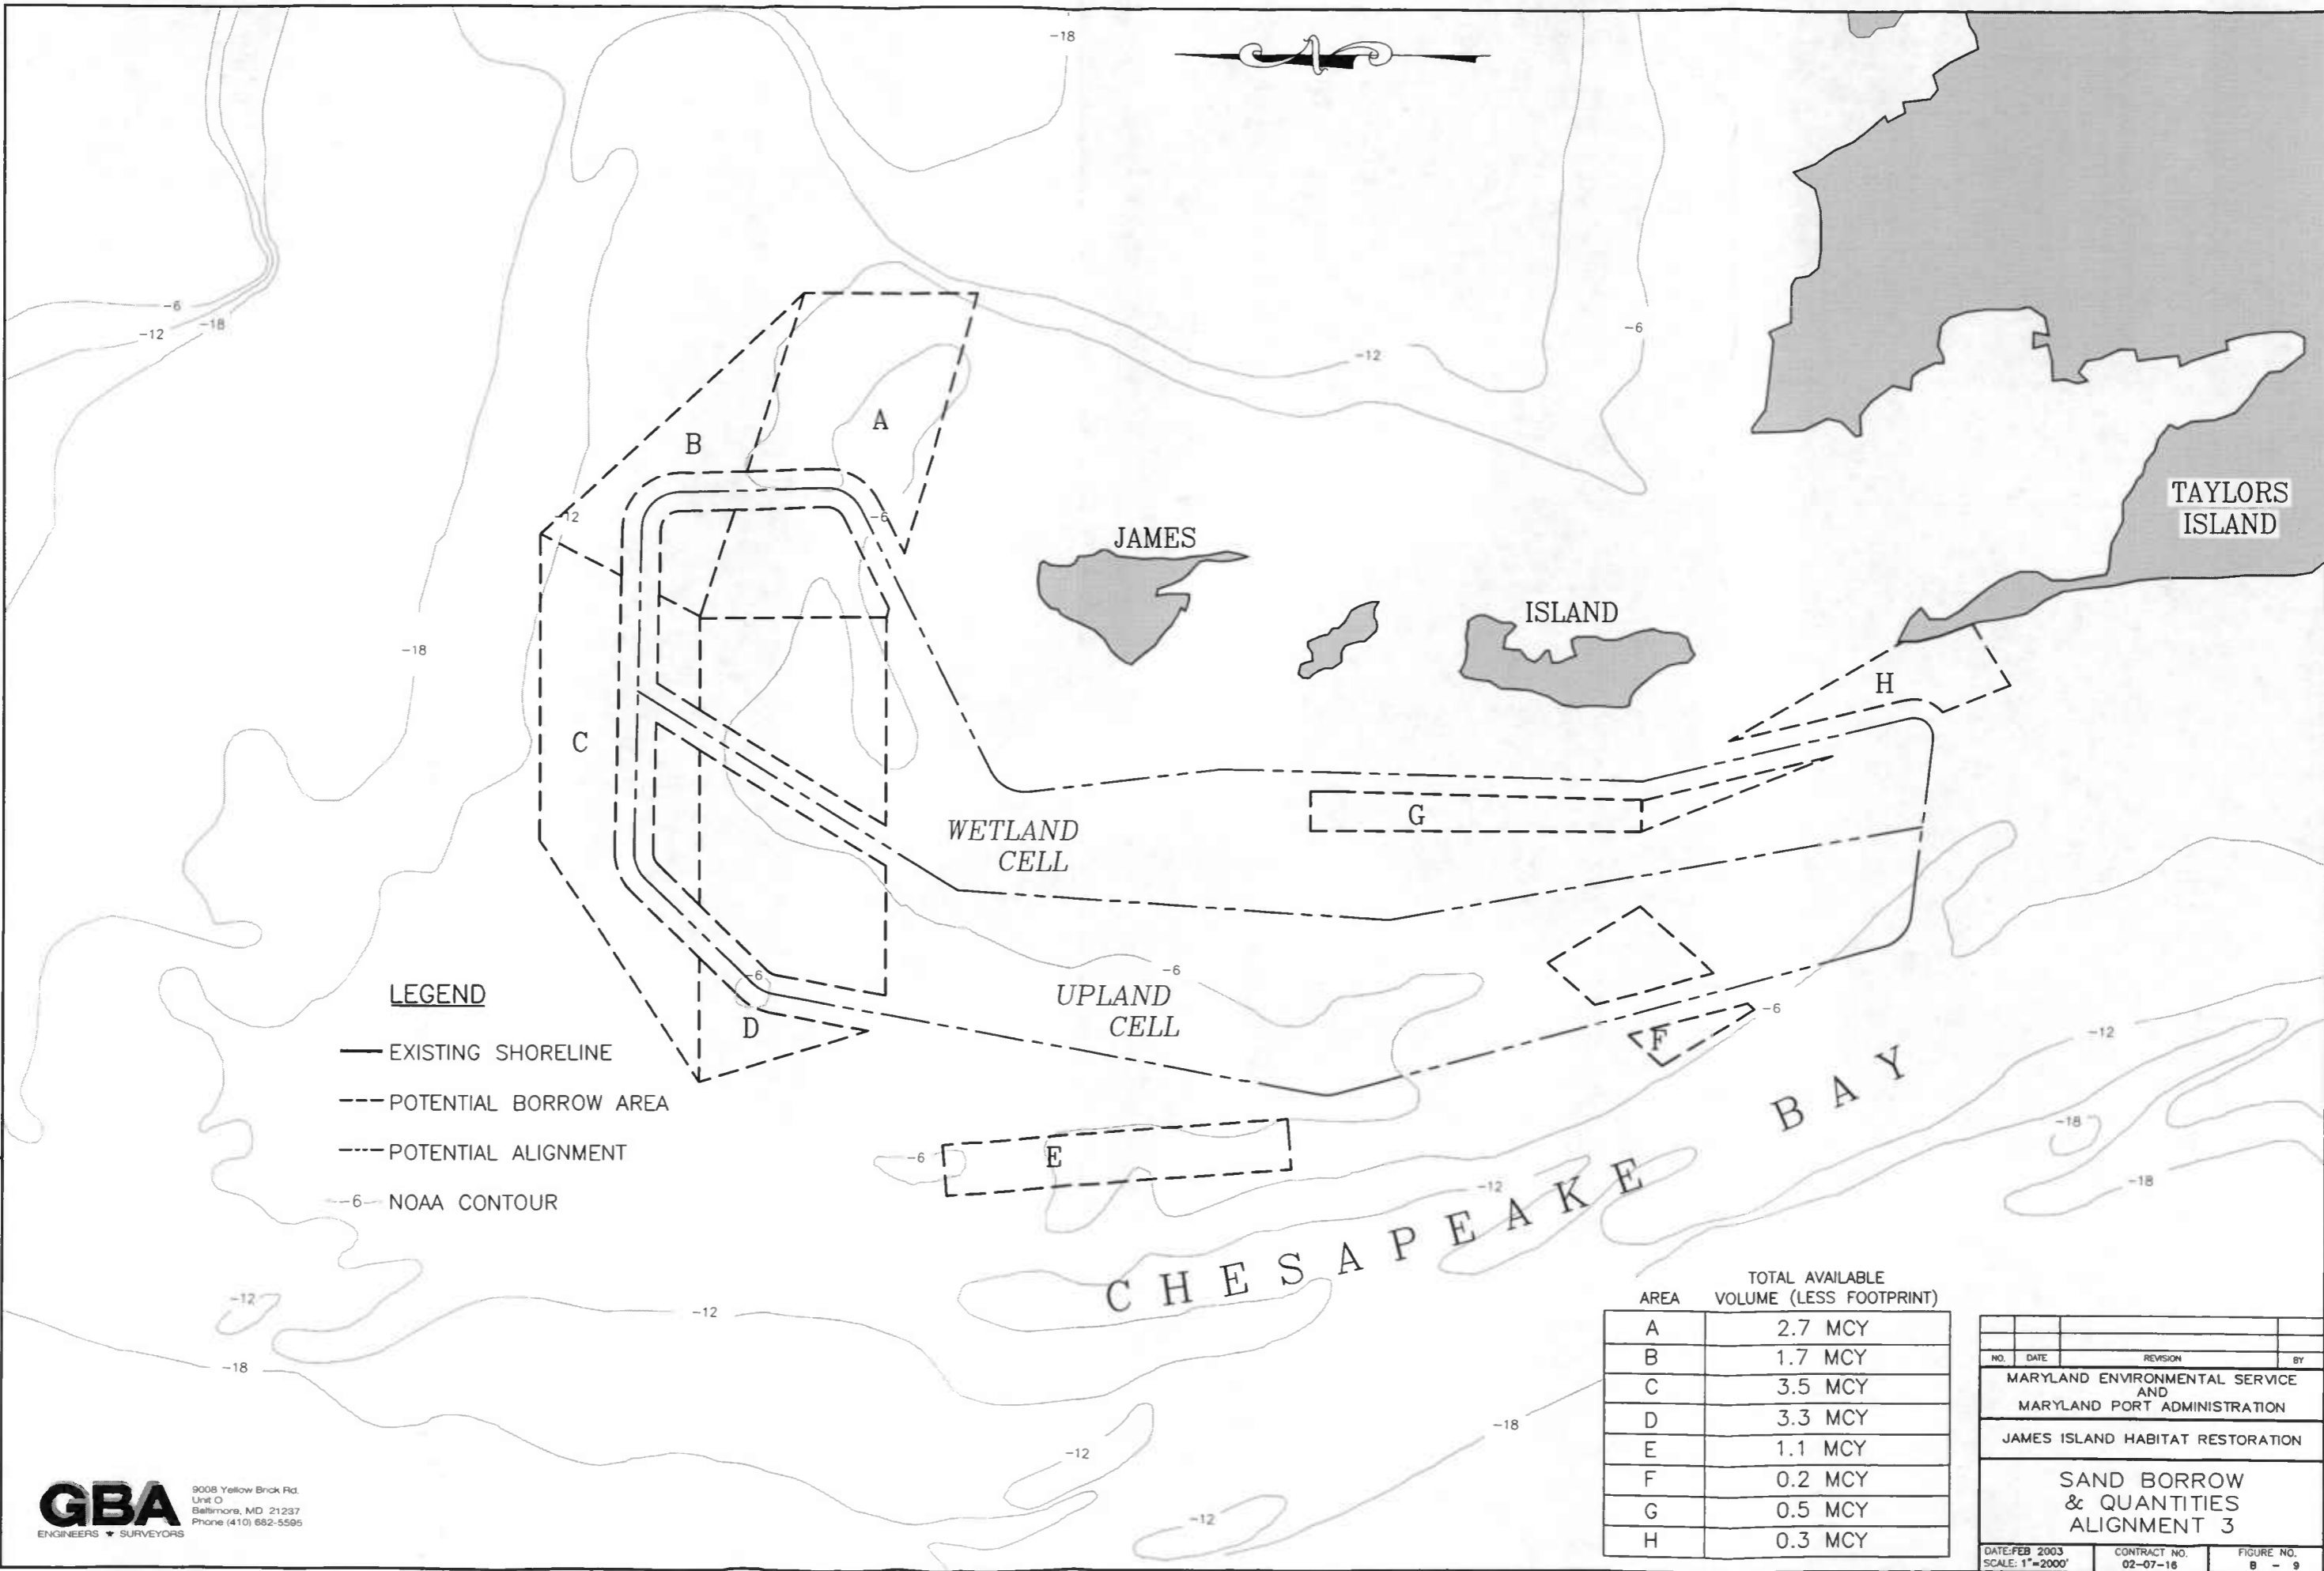 -18
-6
-12
-18
-6
-12
A
B
-12
-6
TAYLORS
ISLAND
JAMES
ISLAND
-18
H
C
G
WETLAND
CELL
-6
-6
UPLAND
CELL
LEGEND
EXISTING SHORELINE
POTENTIAL BORROW AREA
POTENTIAL ALIGNMENT
-6- NOAA CONTOUR
D
F
-6
-12
-18
-18
-6
E
-12
CHESAPEAKE BAY
-12
-12
-18
-18
-12
-12
AREA TOTAL AVAILABLE
VOLUME (LESS FOOTPRINT)
A 2.7 MCY
B 1.7 MCY
C 3.5 MCY
D 3.3 MCY
E 1.1 MCY
F 0.2 MCY
G 0.5 MCY
H 0.3 MCY
NO. DATE REVISION BY
MARYLAND ENVIRONMENTAL SERVICE
AND
MARYLAND PORT ADMINISTRATION
JAMES ISLAND HABITAT RESTORATION
SAND BORROW
& QUANTITIES
ALIGNMENT 3
DATE:FEB 2003
SCALE: 1"=2000'
CONTRACT NO.
02-07-16
FIGURE NO.
B - 9
GBA
ENGINEERS ★ SURVEYORS
9008 Yellow Brick Rd.
Unit O
Baltimore, MD 21237
Phone (410) 682-5595